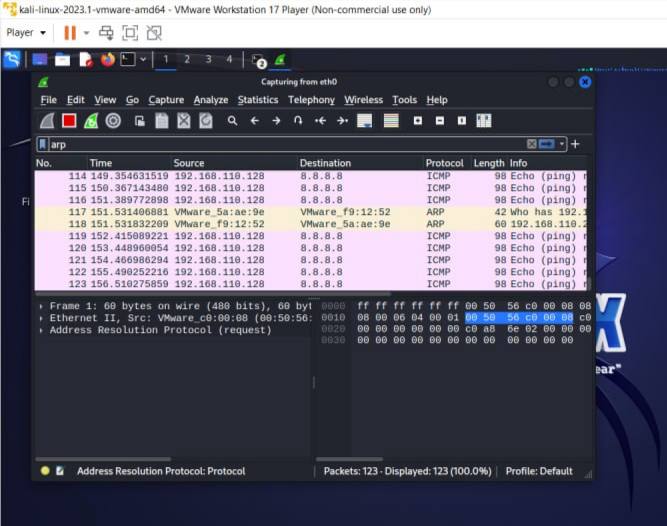 kali-linux-2023.1-vmware-amd64 - VMware Workstation 17 Player (Non-commercial use only)
Player
1 2 3 4 2
Capturing from eth0
File Edit View Go Capture Analyze Statistics Telephony Wireless Tools Help
arp
No. Time Source Destination Protocol Length Info
114 149.354631519 192.168.110.128 8.8.8.8 ICMP 98 Echo (ping) r
115 150.367143480 192.168.110.128 8.8.8.8 ICMP 98 Echo (ping) r
116 151.389772898 192.168.110.128 8.8.8.8 ICMP 98 Echo (ping) r
117 151.531406881 VMware_5a:ae:9e VMware_f9:12:52 ARP 42 Who has 192.1
118 151.531832209 VMware_f9:12:52 VMware_5a:ae:9e ARP 60 192.168.110.2
119 152.415089221 192.168.110.128 8.8.8.8 ICMP 98 Echo (ping) r
120 153.448960054 192.168.110.128 8.8.8.8 ICMP 98 Echo (ping) r
121 154.466986294 192.168.110.128 8.8.8.8 ICMP 98 Echo (ping) r
122 155.490252216 192.168.110.128 8.8.8.8 ICMP 98 Echo (ping) r
123 156.510275859 192.168.110.128 8.8.8.8 ICMP 98 Echo (ping) r
Fi
Frame 1: 60 bytes on wire (480 bits), 60 byt
Ethernet II, Src: VMware_c0:00:08 (00:50:56:
Address Resolution Protocol (request)
0000 ff ff ff ff ff ff 00 50 56 c0 00 08 08
0010 08 00 06 04 00 01 00 50 56 c0 00 08 c0
0020 00 00 00 00 00 00 c0 a8 6e 02 00 00 00
0030 00 00 00 00 00 00 00 00 00 00 00 00
ear"
Address Resolution Protocol: Protocol Packets: 123 · Displayed: 123 (100.0%) Profile: Default